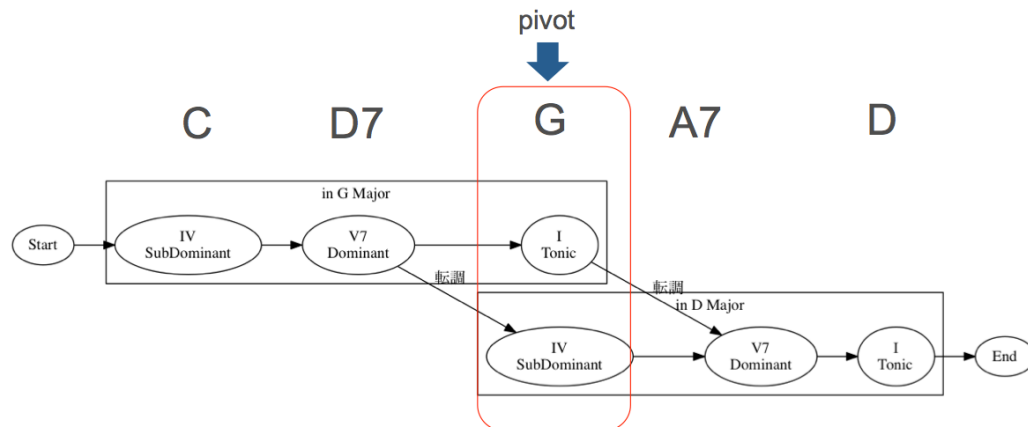 pivot
C D7 G A7 D
in G Major
Start
IV
SubDominant
V7
Dominant
I
Tonic
転調
転調
in D Major
IV
SubDominant
V7
Dominant
I
Tonic
End